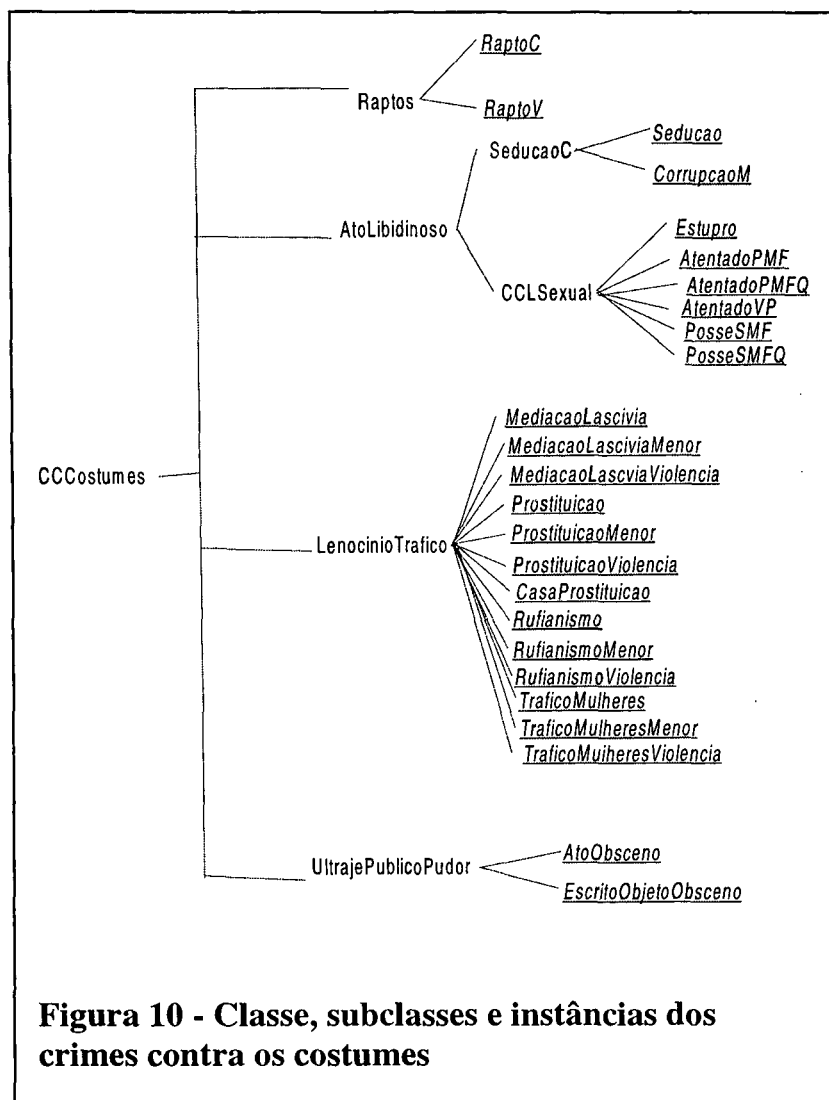 RaptoC
Raptos
RaptoV
SeducaoC
Seducao
CorrupcaoM
AtoLibidinoso
Estupro
AtentadoPMF
CCLSexual
AtentadoPMFQ
AtentadoVP
PosseSMF
PosseSMFQ
MediacaoLascivia
MediacaoLasciviaMenor
CCCostumes
MediacaoLascviaViolencia
Prostituicao
ProstituicaoMenor
LenocinioTrafico
ProstituicaoViolencia
CasaProstituicao
Rufianismo
RufianismoMenor
RufianismoViolencia
TraficoMulheres
TraficoMulheresMenor
TraficoMulheresViolencia
AtoObsceno
UltrajePublicoPudor
EscritoObjetoObsceno
Figura 10 - Classe, subclasses e instâncias dos
crimes contra os costumes